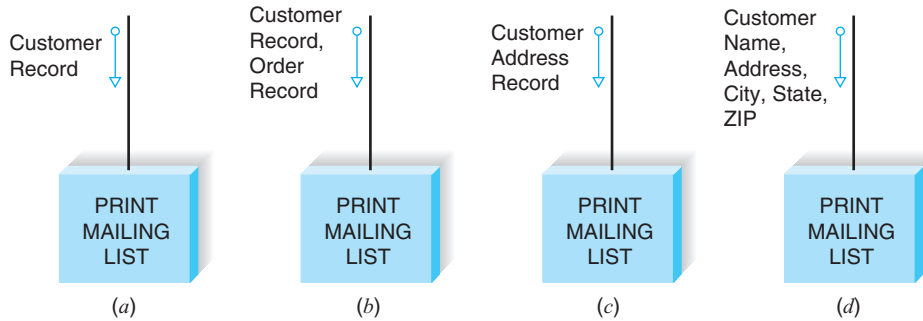 Customer
Record
PRINT
MAILING
LIST
(a)
Customer
Record,
Order
Record
PRINT
MAILING
LIST
(b)
Customer
Address
Record
PRINT
MAILING
LIST
(c)
Customer
Name,
Address,
City, State,
ZIP
PRINT
MAILING
LIST
(d)